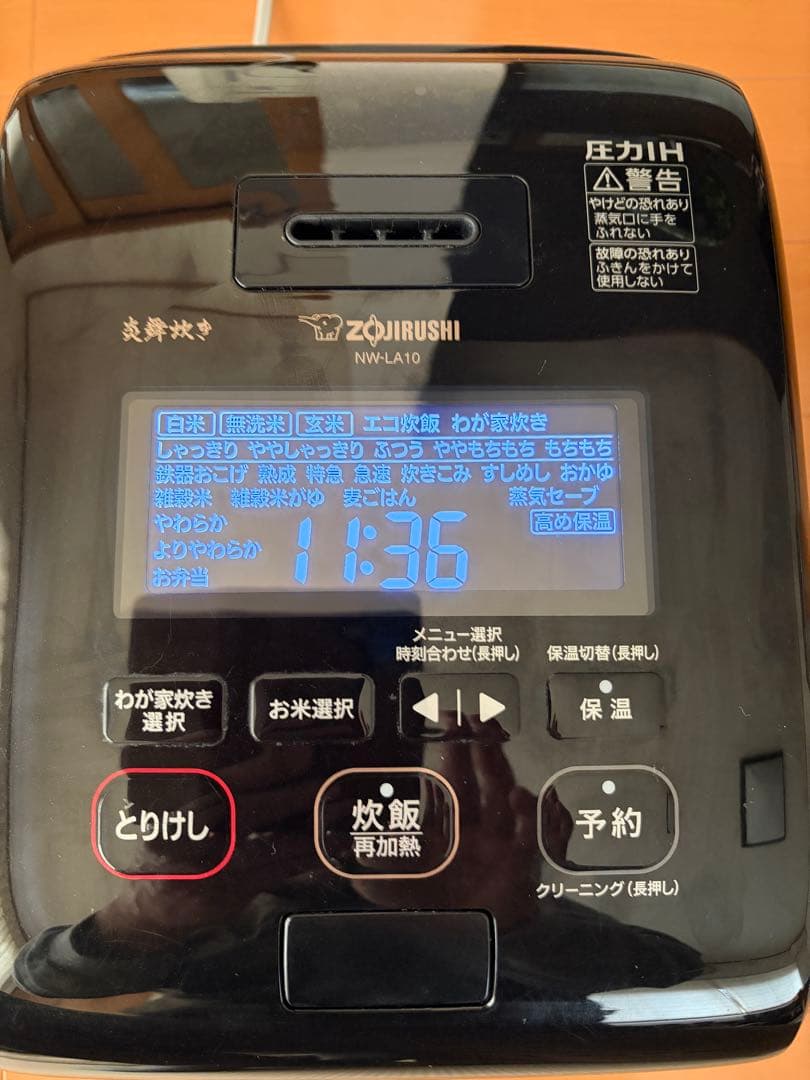 圧力IH
警告
やけどの恐れあり
蒸気口に手を
ふれない
故障の恐れあり
ふきんをかけて
使用しない
炎舞炊き
ZOJIRUSHI
NW-LA10
白米 無洗米 玄米 エコ炊飯 わが家炊き
しゃっきり ややしゃっきり ふつう ややもちもち もちもち
鉄器おこげ 熟成 特急 急速 炊きこみ すしめし おかゆ
雑穀米 雑穀米がゆ 麦ごはん 蒸気セーブ
やわらか 高め保温
よりやわらか 11:36
お弁当
メニュー選択
時刻合わせ(長押し) 保温切替(長押し)
わが家炊き
選択
お米選択
保温
とりけし
炊飯
再加熱
予約
クリーニング(長押し)